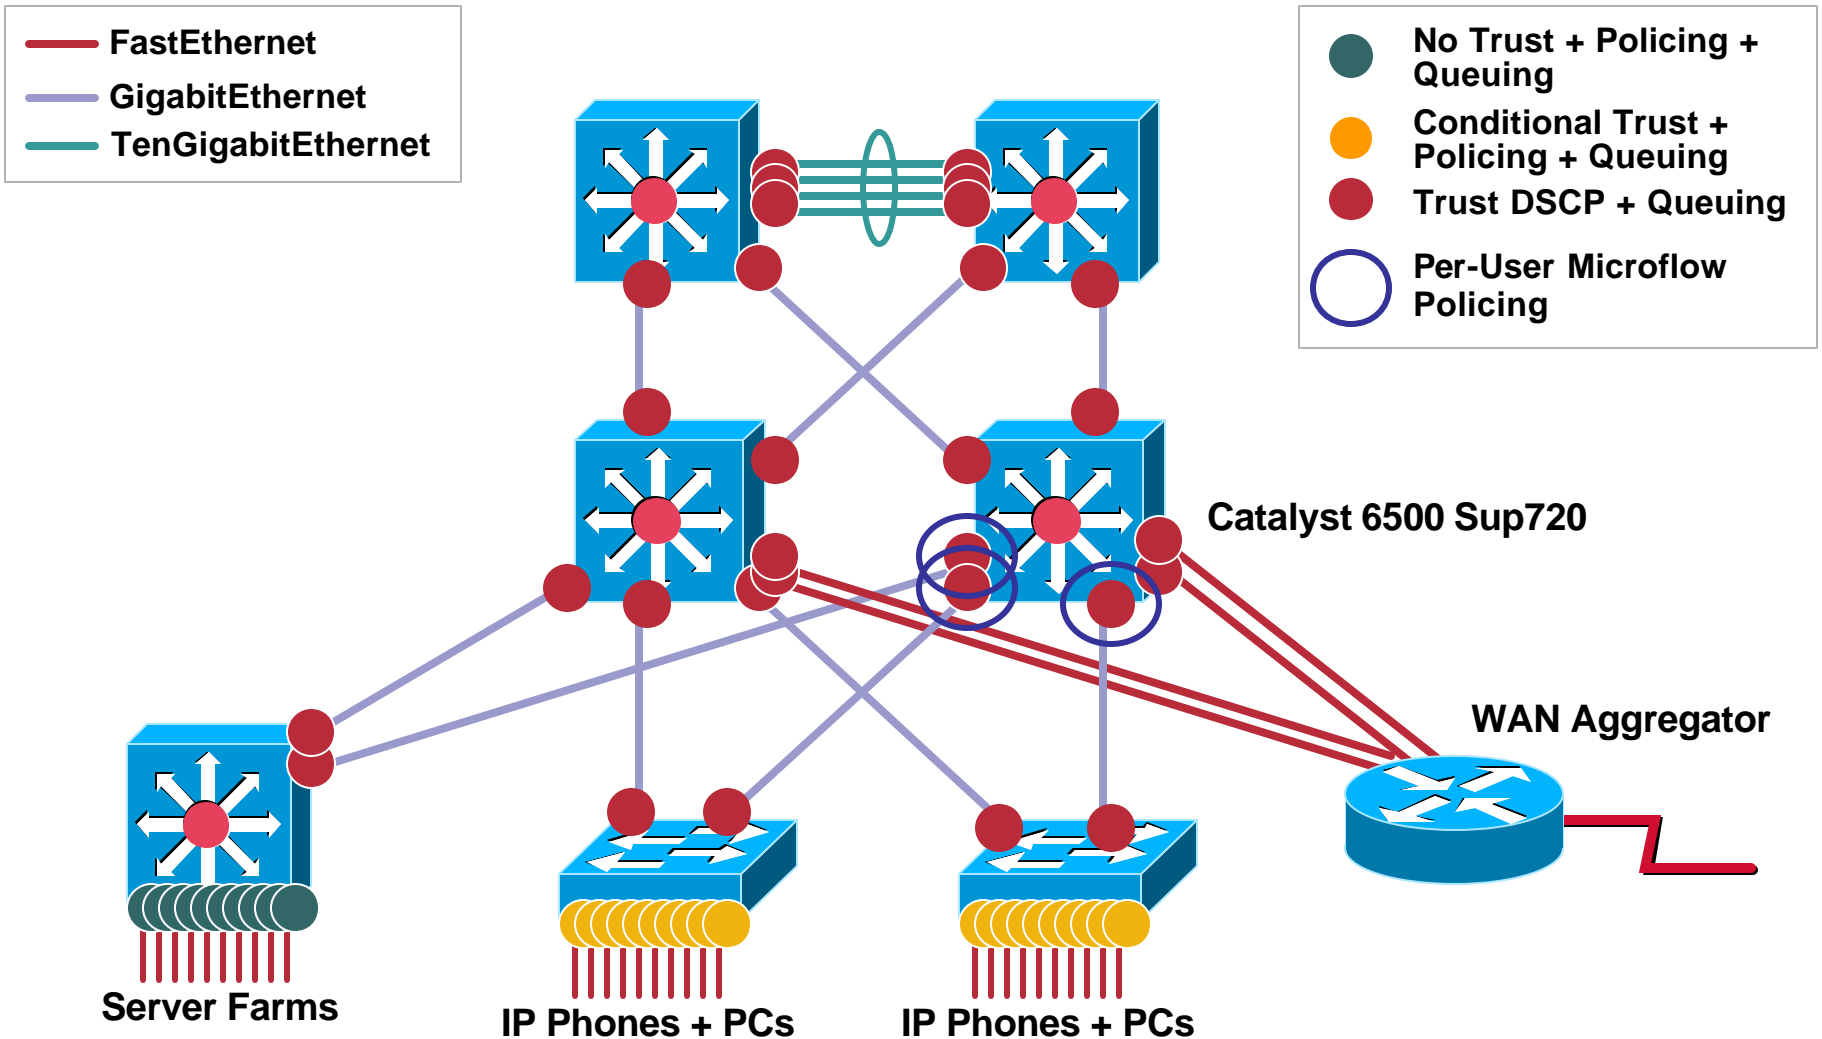 FastEthernet
GigabitEthernet
TenGigabitEthernet
No Trust + Policing +
Queuing
Conditional Trust +
Policing + Queuing
Trust DSCP + Queuing
Per-User Microflow
Policing
Catalyst 6500 Sup720
WAN Aggregator
Server Farms
IP Phones + PCs
IP Phones + PCs